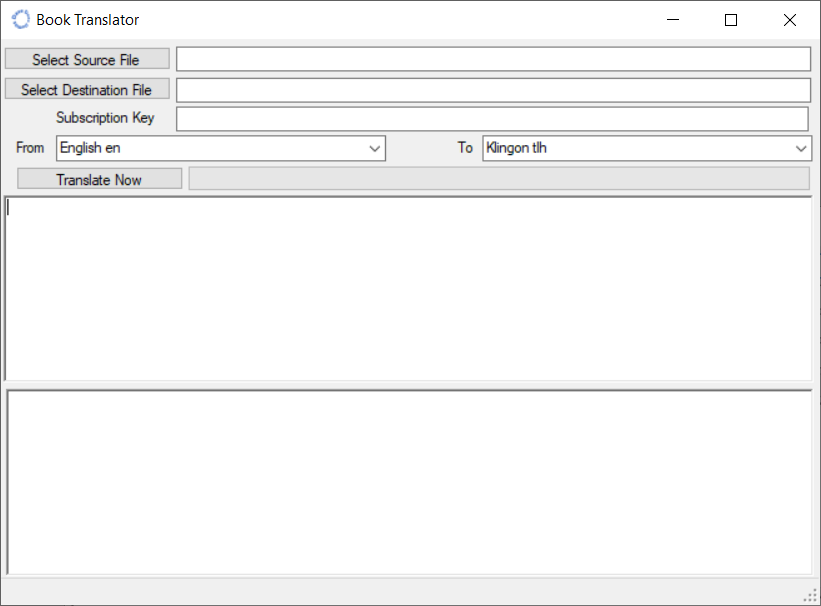 Book Translator
Select Source File
Select Destination File
Subscription Key
From English en To Klingon tlh
Translate Now